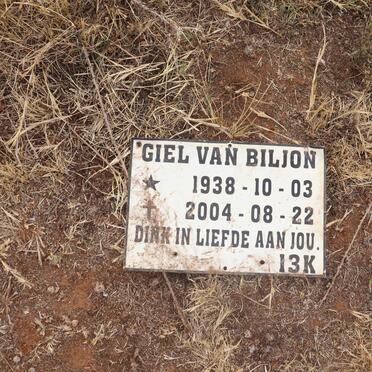 GIEL VAN BILJON
★ 1938 - 10 - 03
✝ 2004 - 08 - 22
DINK IN LIEFDE AAN JOU.
13K